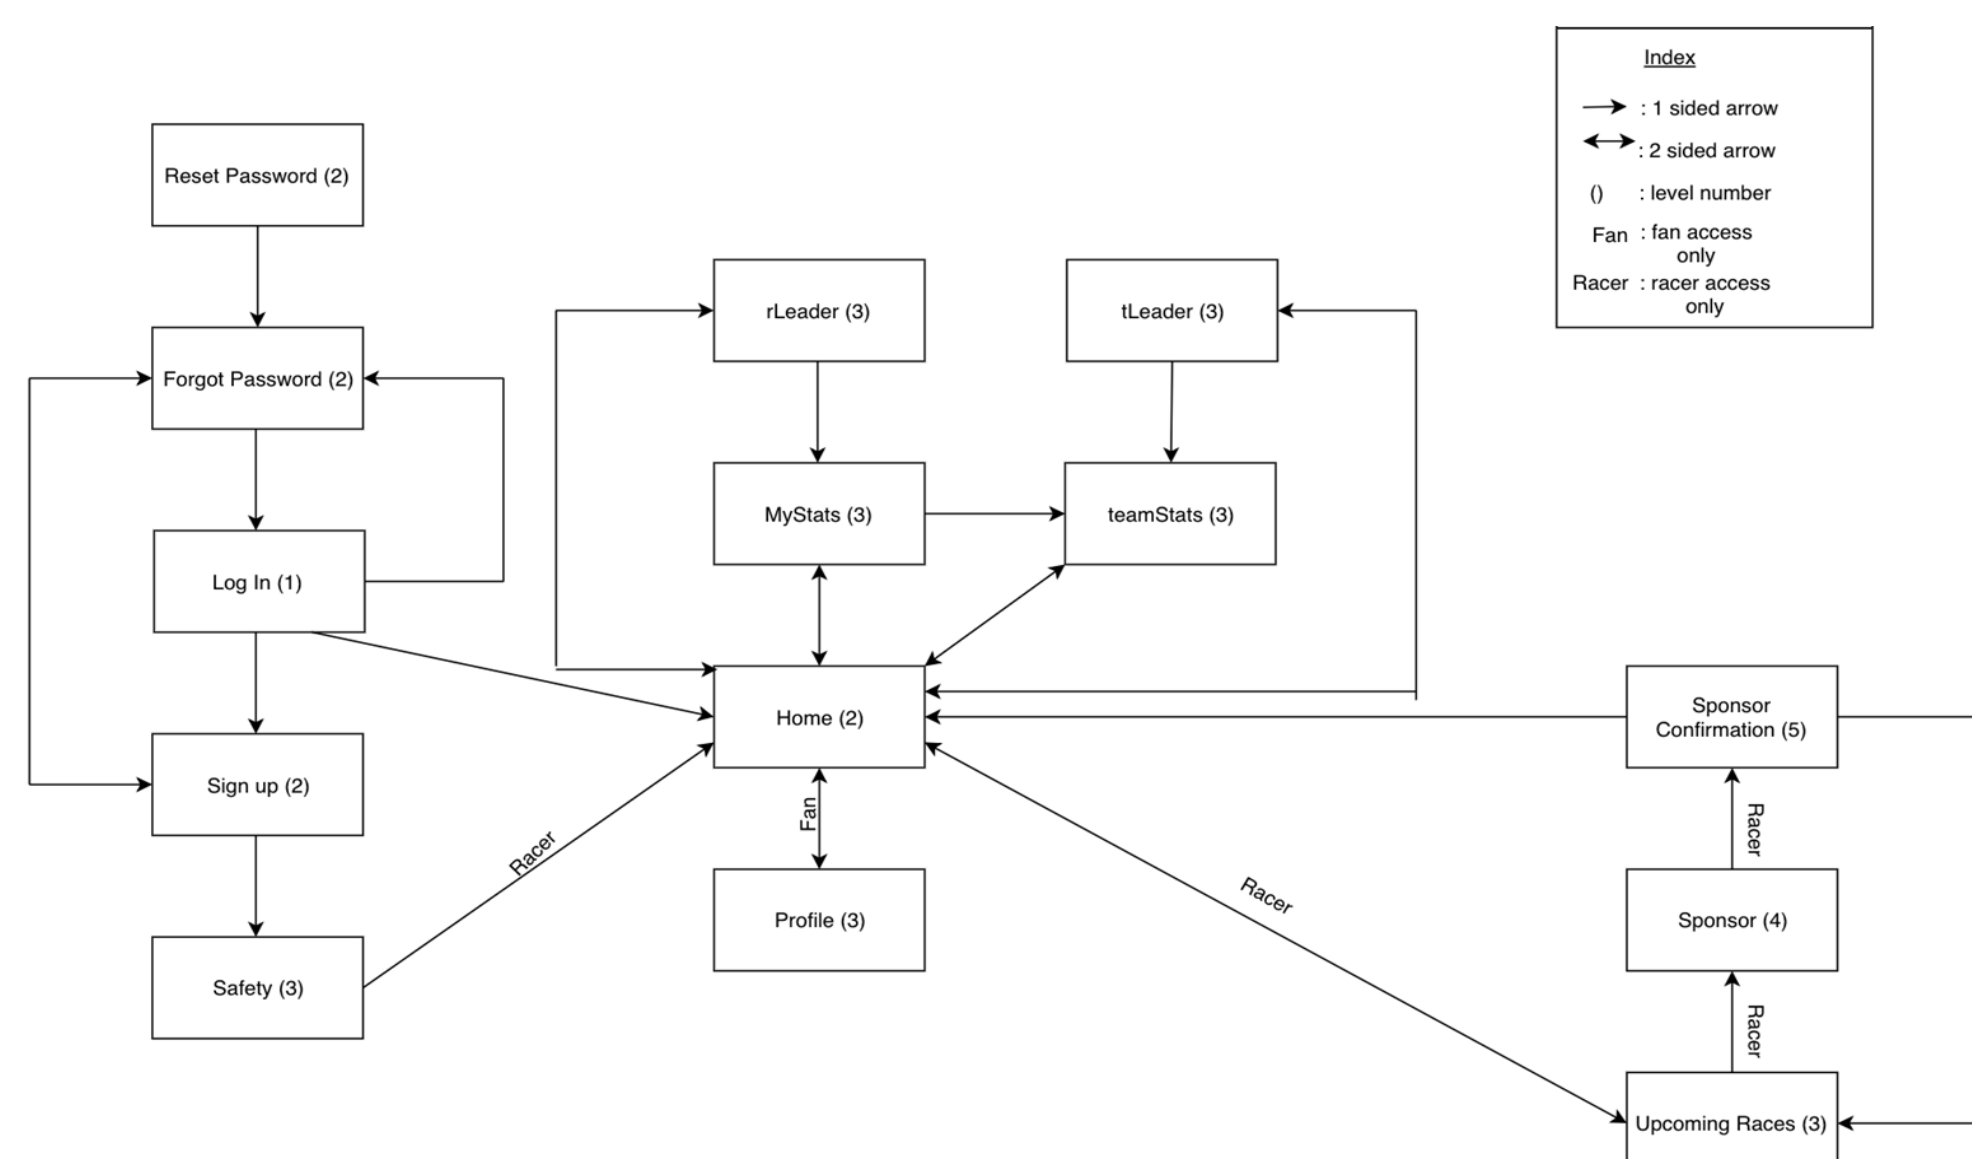 Index
: 1 sided arrow
: 2 sided arrow
() : level number
Fan : fan access
only
Racer : racer access
only
Reset Password (2)
Forgot Password (2)
Log In (1)
Sign up (2)
Safety (3)
rLeader (3)
tLeader (3)
MyStats (3)
teamStats (3)
Home (2)
Fan
Profile (3)
Racer
Racer
Sponsor
Confirmation (5)
Racer
Sponsor (4)
Racer
Upcoming Races (3)